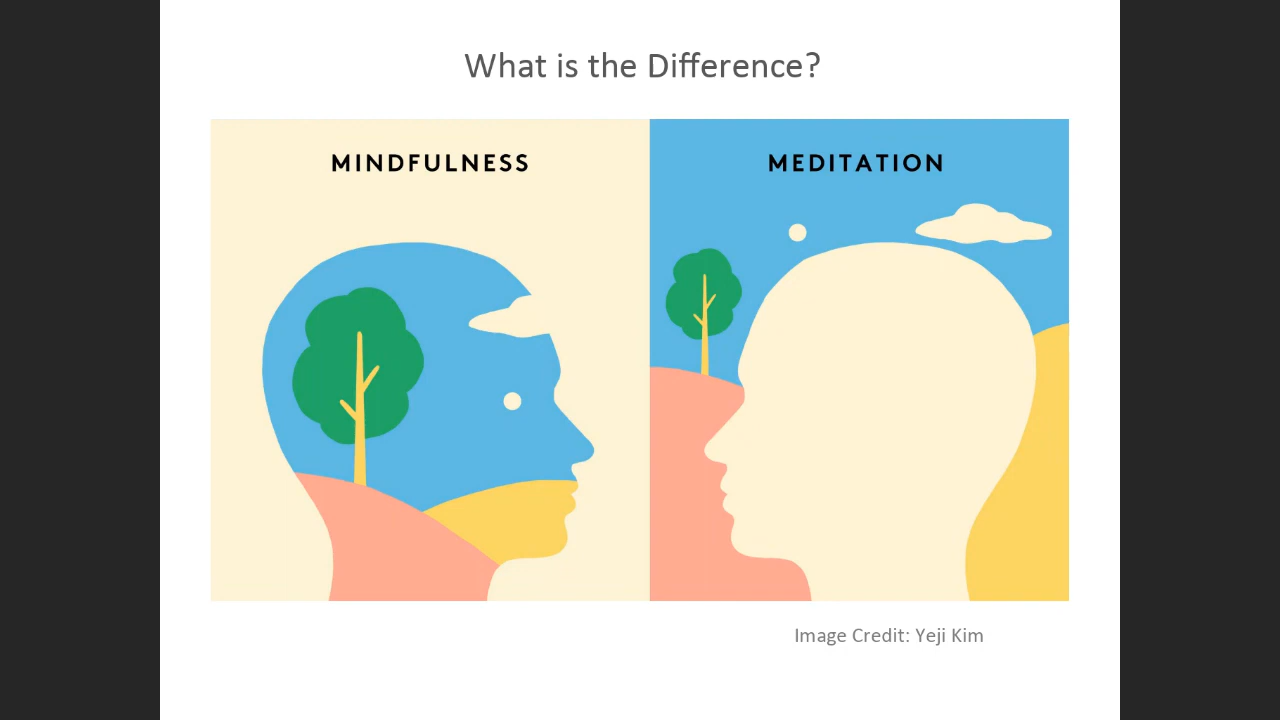 What is the Difference?
MINDFULNESS
MEDITATION
Image Credit: Yeji Kim